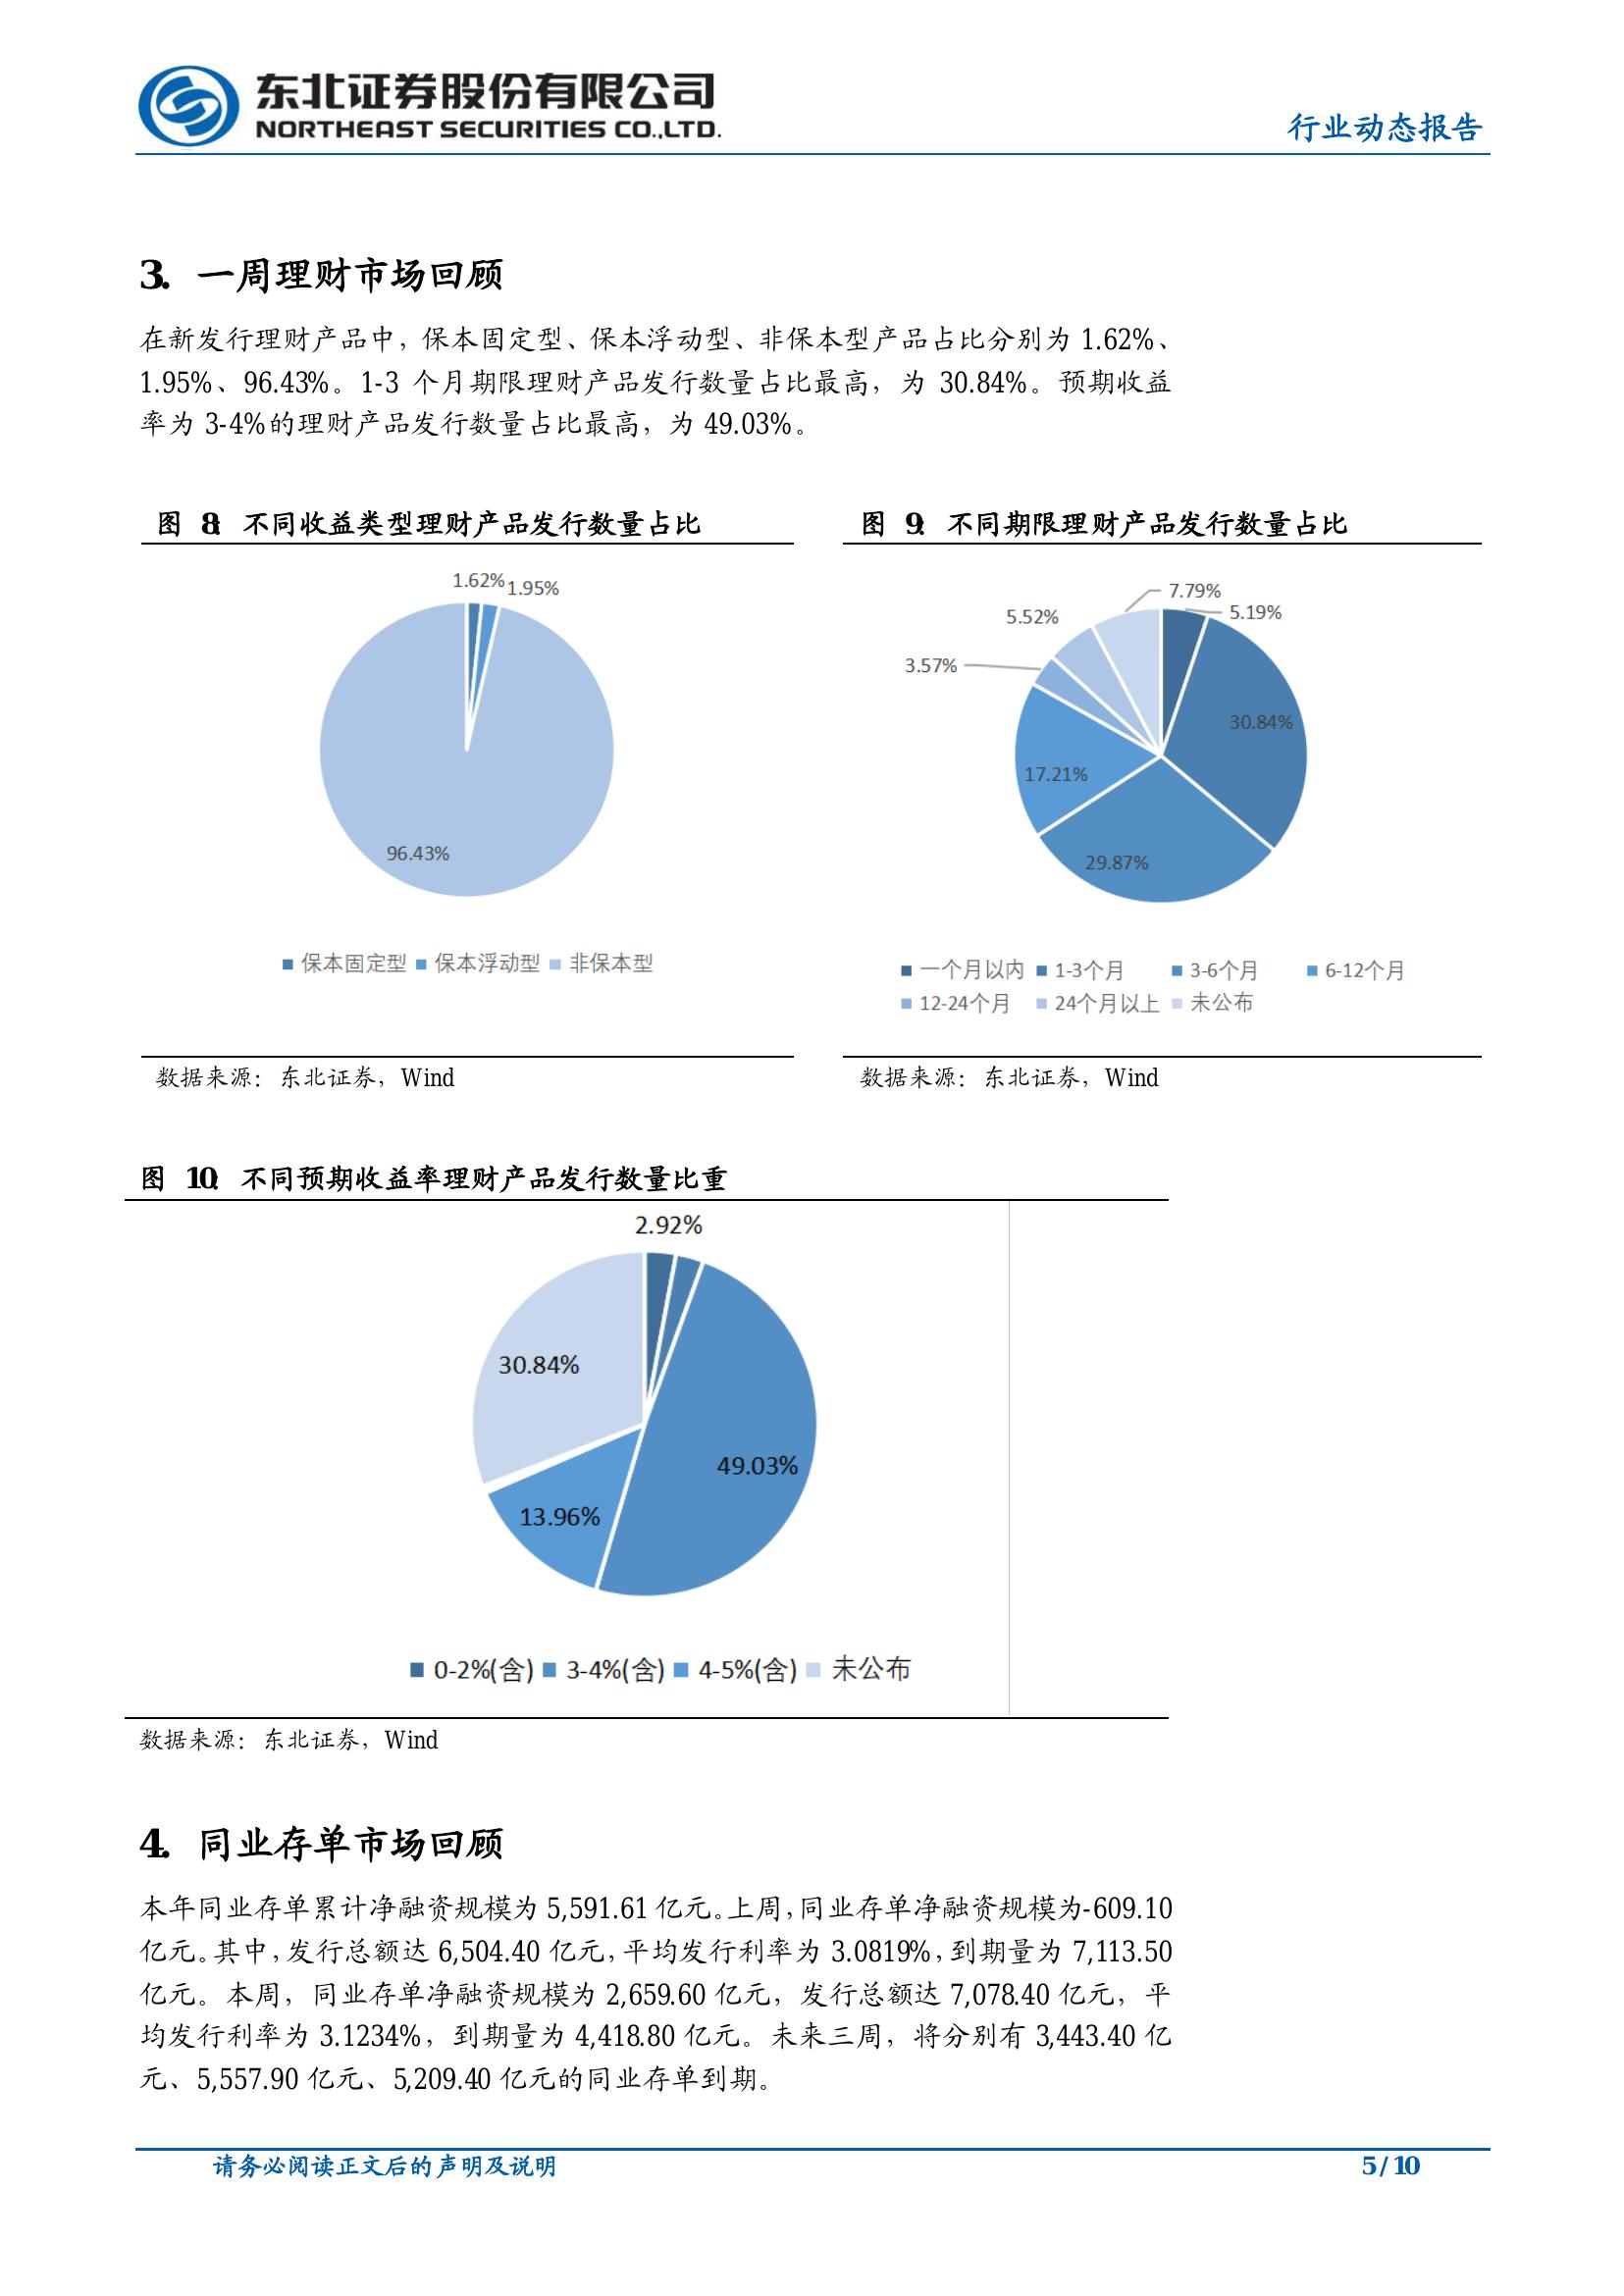 东北证券股份有限公司
NORTHEAST SECURITIES CO.,LTD.
行业动态报告
3. 一周理财市场回顾
在新发行理财产品中，保本固定型、保本浮动型、非保本型产品占比分别为 1.62%、
1.95%、96.43%。1-3 个月期限理财产品发行数量占比最高，为 30.84%。预期收益
率为 3-4%的理财产品发行数量占比最高，为 49.03%。
图 8: 不同收益类型理财产品发行数量占比
1.62%
1.95%
96.43%
保本固定型 保本浮动型 非保本型
数据来源：东北证券，Wind
图 9: 不同期限理财产品发行数量占比
7.79%
5.19%
5.52%
3.57%
30.84%
17.21%
29.87%
一个月以内 1-3个月 3-6个月 6-12个月
12-24个月 24个月以上 未公布
数据来源：东北证券，Wind
图 10: 不同预期收益率理财产品发行数量比重
2.92%
30.84%
49.03%
13.96%
0-2%(含) 3-4%(含) 4-5%(含) 未公布
数据来源：东北证券，Wind
4. 同业存单市场回顾
本年同业存单累计净融资规模为 5,591.61 亿元。上周，同业存单净融资规模为-609.10
亿元。其中，发行总额达 6,504.40 亿元，平均发行利率为 3.0819%，到期量为 7,113.50
亿元。本周，同业存单净融资规模为 2,659.60 亿元，发行总额达 7,078.40 亿元，平
均发行利率为 3.1234%，到期量为 4,418.80 亿元。未来三周，将分别有 3,443.40 亿
元、5,557.90 亿元、5,209.40 亿元的同业存单到期。
请务必阅读正文后的声明及说明
5 / 10